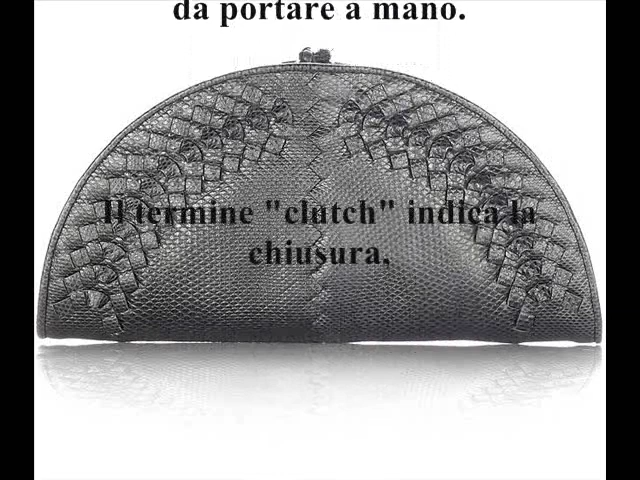 da portare a mano.
Il termine "clutch" indica la
chiusura,